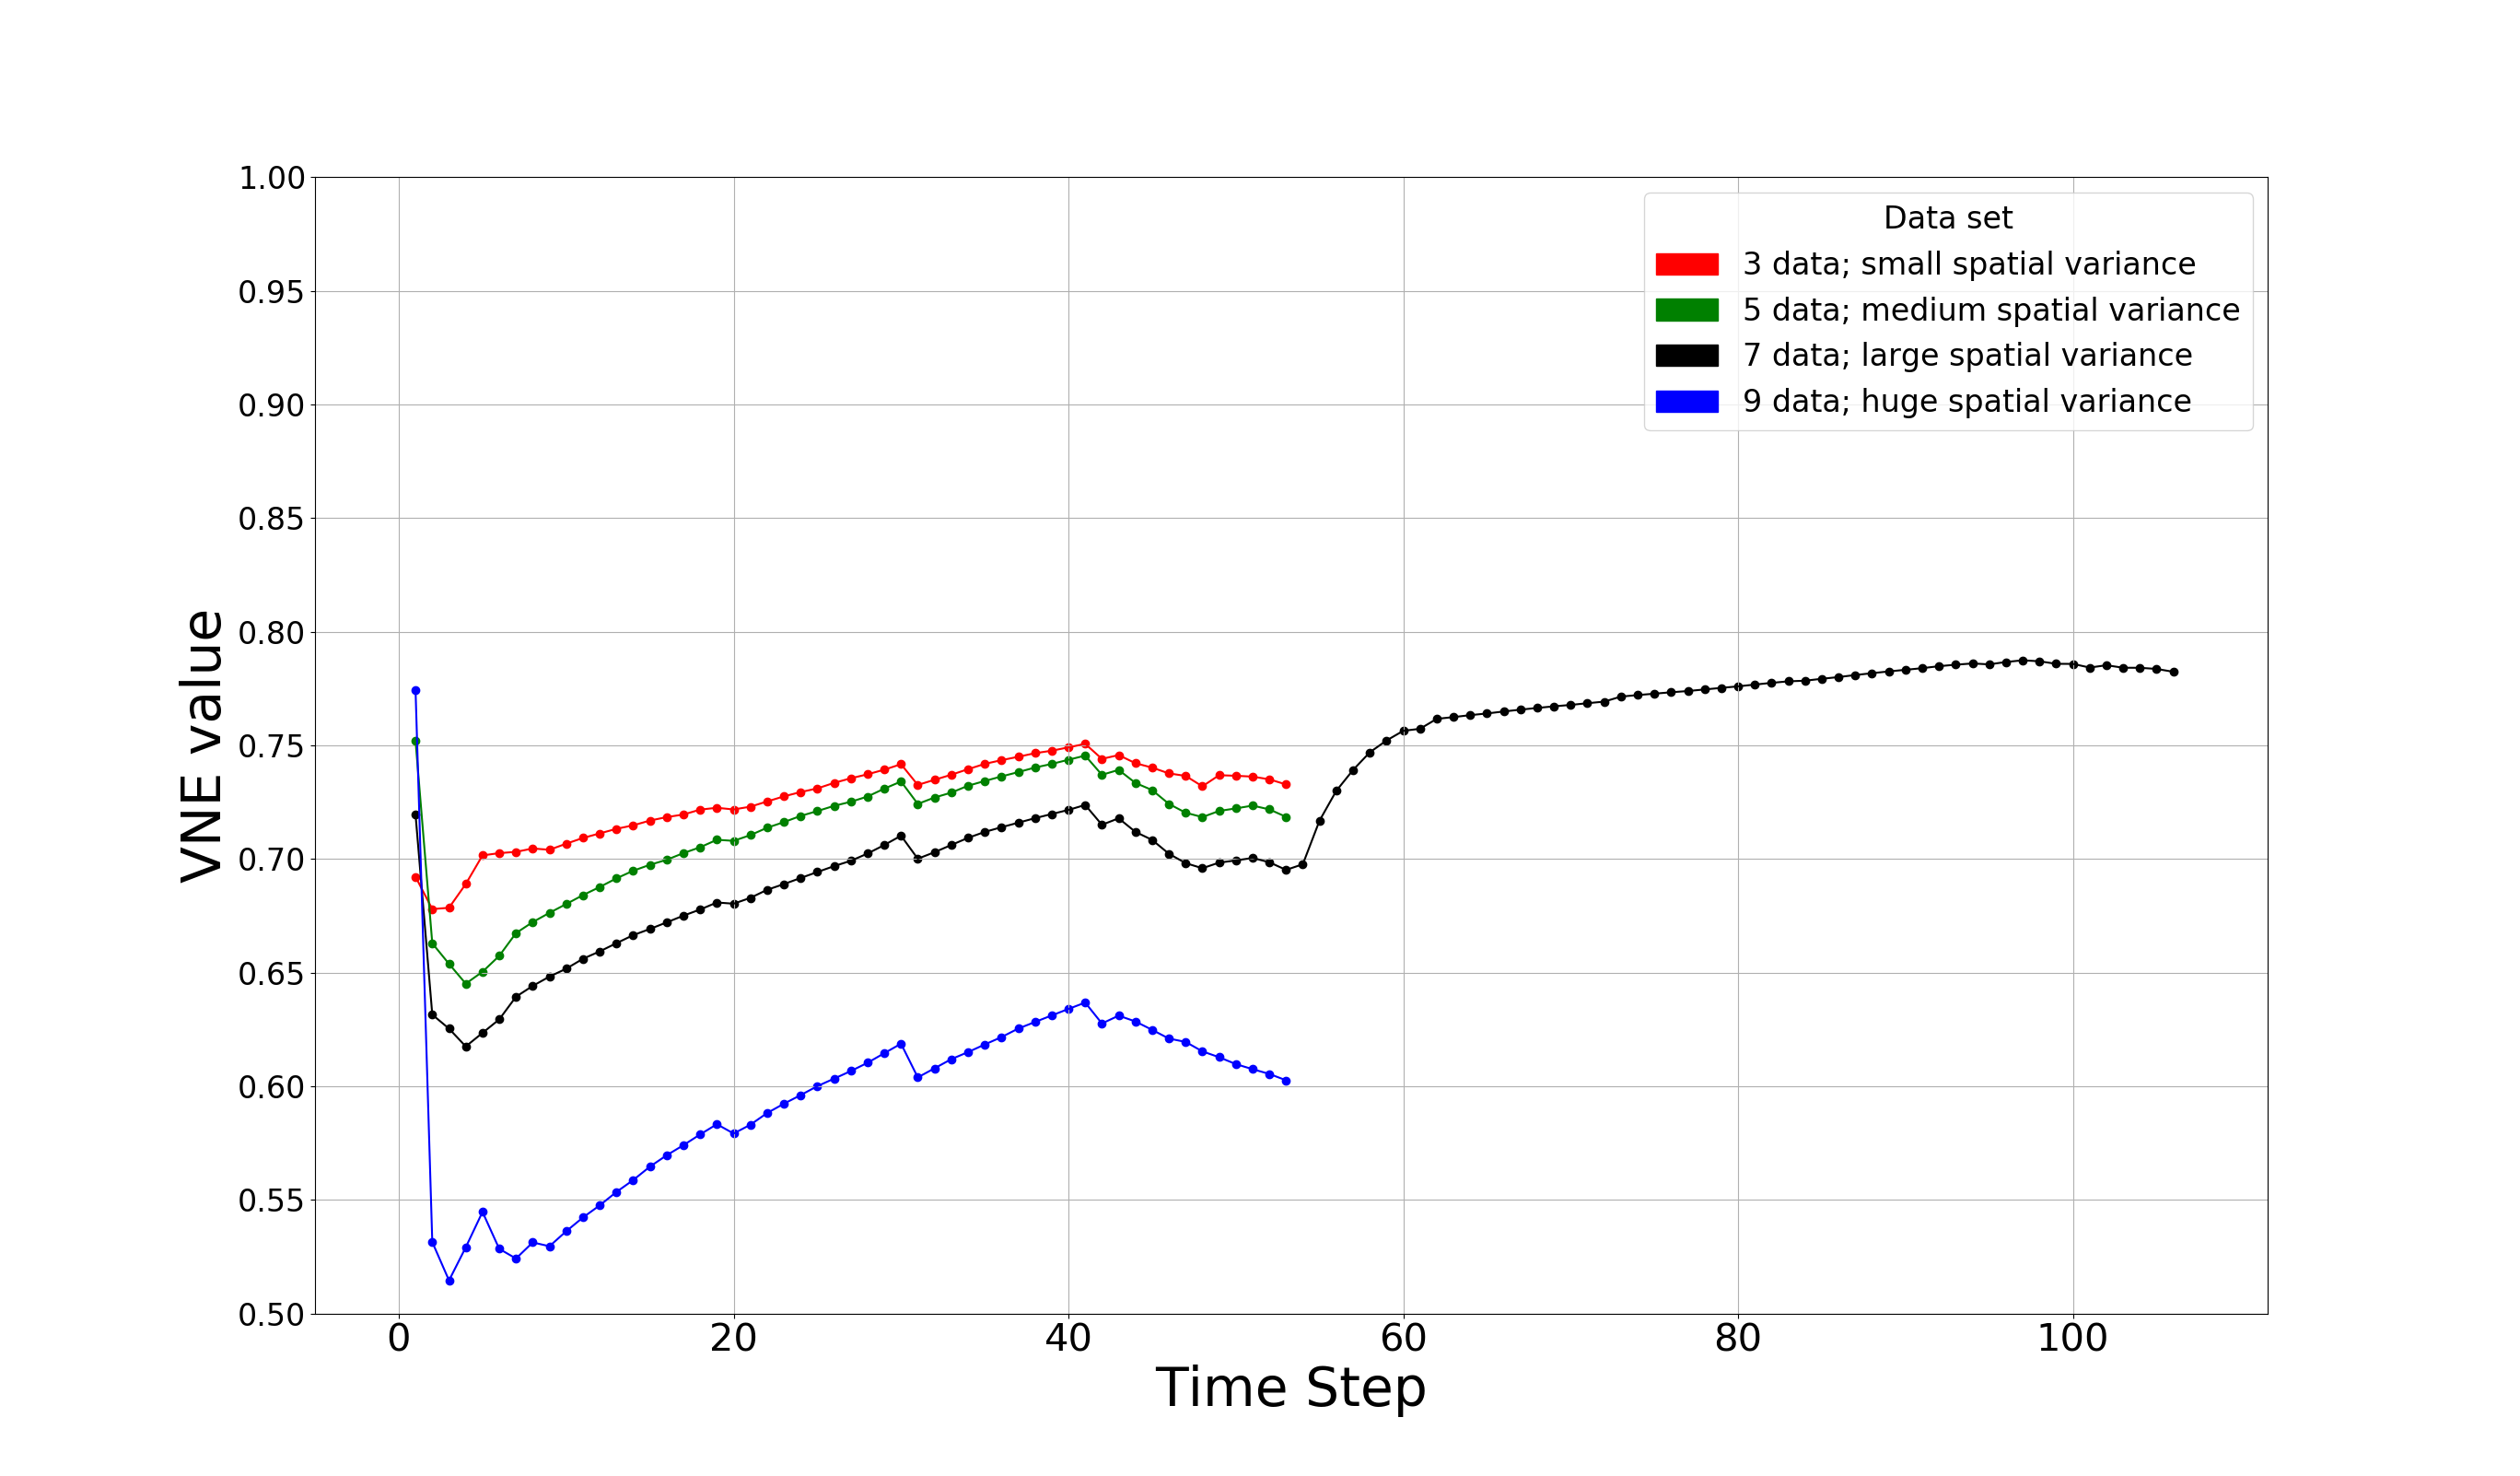 1.00
0.95
0.90
0.85
0.80
0.75
0.70
0.65
0.60
0.55
0.50
VNE value
Data set
3 data; small spatial variance
5 data; medium spatial variance
7 data; large spatial variance
9 data; huge spatial variance
0 20 40 60 80 100
Time Step